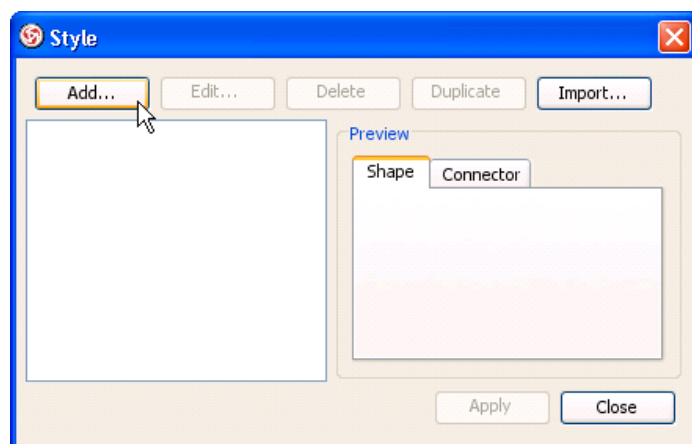 Style
Add... Edit... Delete Duplicate Import...
Preview
Shape Connector
Apply Close